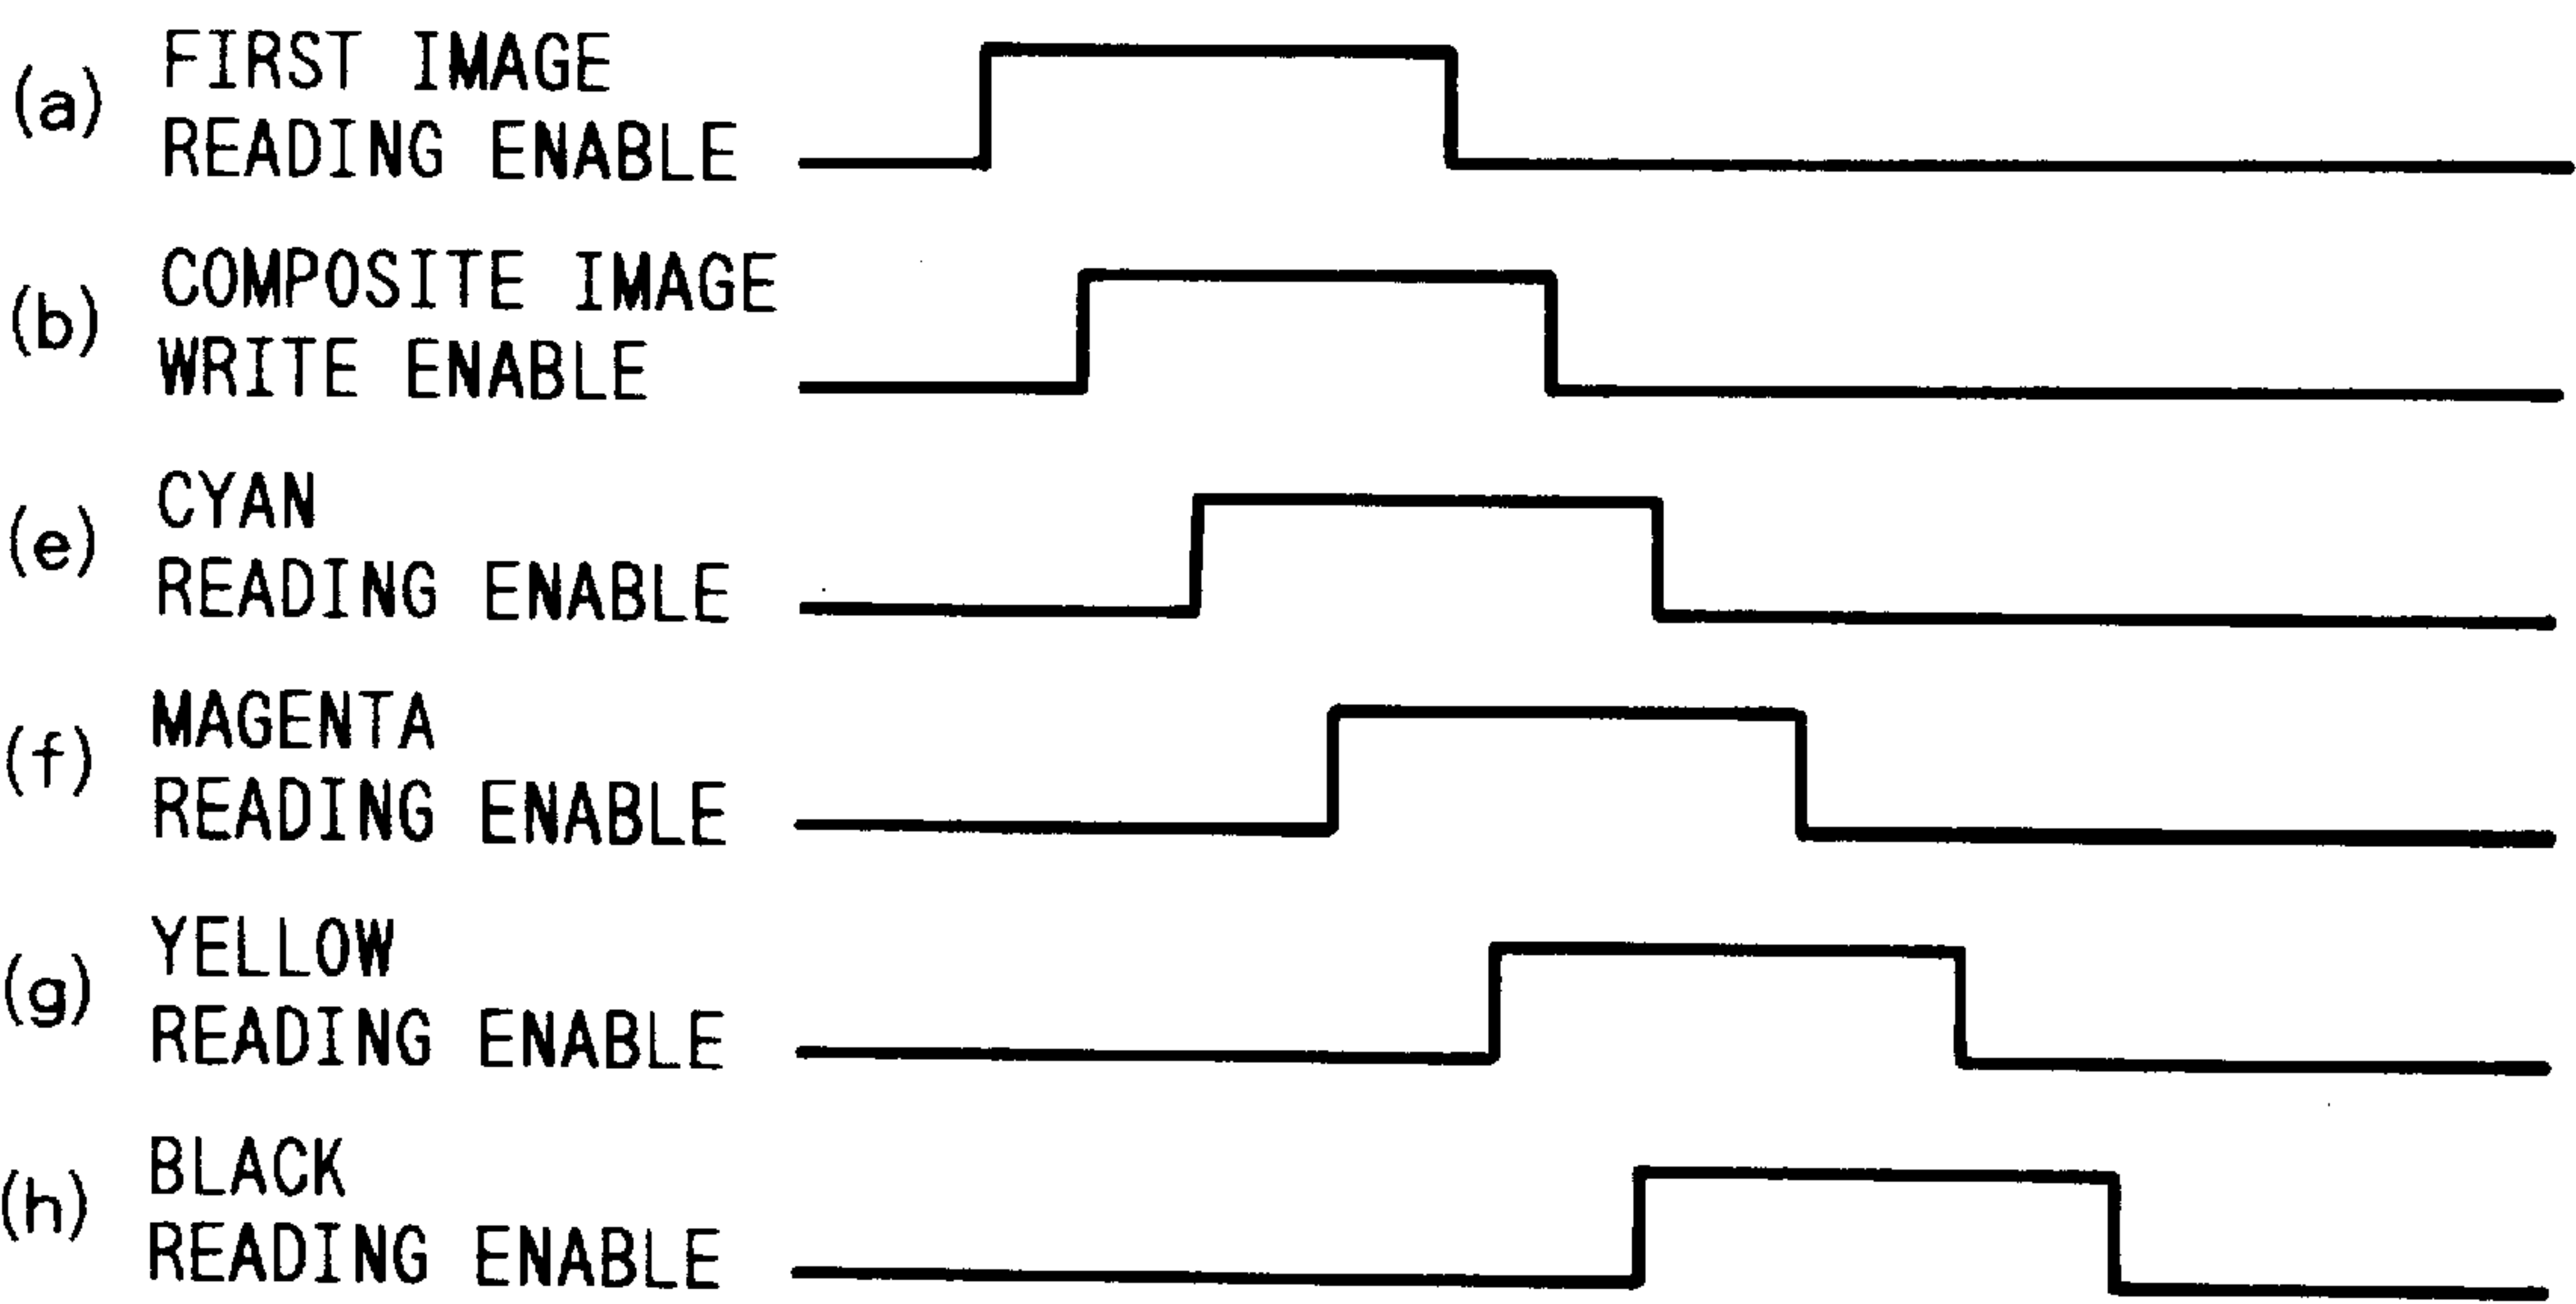 (a) FIRST IMAGE
READING ENABLE
(b) COMPOSITE IMAGE
WRITE ENABLE
(e) CYAN
READING ENABLE
(f) MAGENTA
READING ENABLE
(g) YELLOW
READING ENABLE
(h) BLACK
READING ENABLE